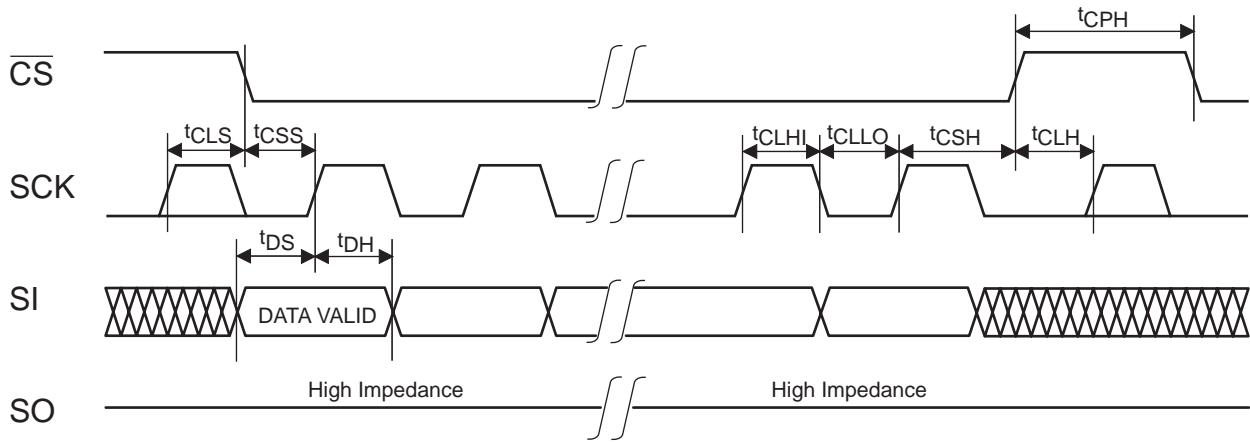 tCPH
CS
tCLS tCSS tCLHI tCLLO tCSH tCLH
SCK
tDS tDH
SI DATA VALID
High Impedance High Impedance
SO